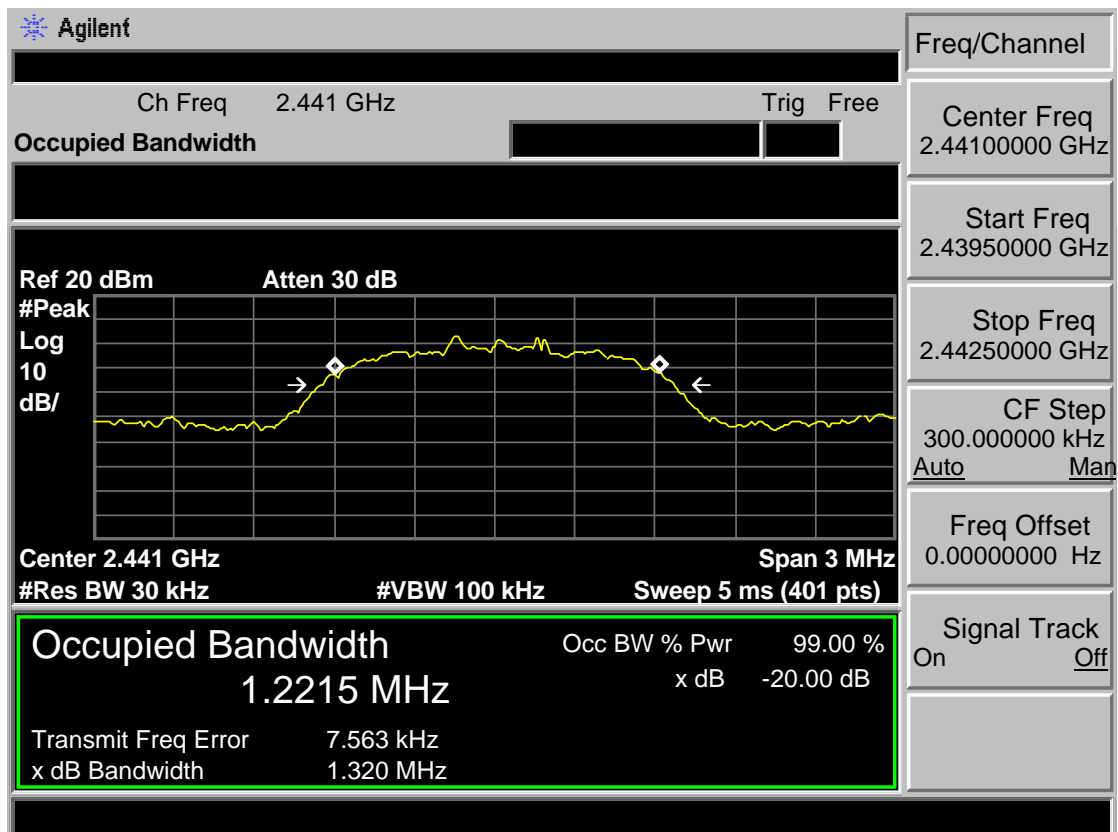 Agilent
Freq/Channel
Ch Freq 2.441 GHz Trig Free
Occupied Bandwidth
Center Freq
2.44100000 GHz
Start Freq
2.43950000 GHz
Stop Freq
2.44250000 GHz
CF Step
300.000000 kHz
Auto Man
Freq Offset
0.00000000 Hz
Signal Track
On Off
Ref 20 dBm Atten 30 dB
#Peak
Log
10
dB/
Center 2.441 GHz Span 3 MHz
#Res BW 30 kHz #VBW 100 kHz Sweep 5 ms (401 pts)
Occupied Bandwidth Occ BW % Pwr 99.00 %
1.2215 MHz x dB -20.00 dB
Transmit Freq Error 7.563 kHz
x dB Bandwidth 1.320 MHz